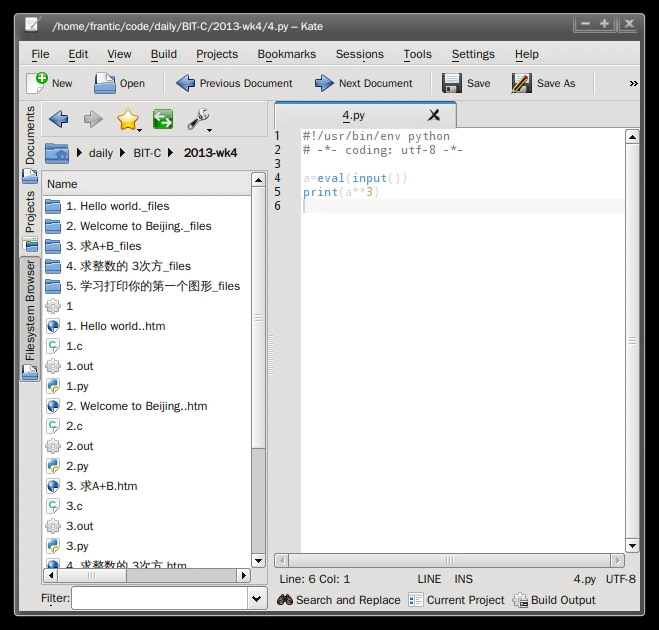 /home/frantic/code/daily/BIT-C/2013-wk4/4.py – Kate
File Edit View Build Projects Bookmarks Sessions Tools Settings Help
New Open Previous Document Next Document Save Save As »
Documents
Projects
Filesystem Browser
daily BIT-C 2013-wk4
Name
1. Hello world._files
2. Welcome to Beijing._files
3. 求A+B_files
4. 求整数的 3次方_files
5. 学习打印你的第一个图形_files
1
1. Hello world..htm
1.c
1.out
1.py
2. Welcome to Beijing..htm
2.c
2.out
2.py
3. 求A+B.htm
3.c
3.out
3.py
4. 求整数的 3次方.htm
Filter:
4.py
1 #!/usr/bin/env python
2 # -*- coding: utf-8 -*-
3
4 a=eval(input())
5 print(a**3)
6
Line: 6 Col: 1 LINE INS 4.py UTF-8
Search and Replace Current Project Build Output